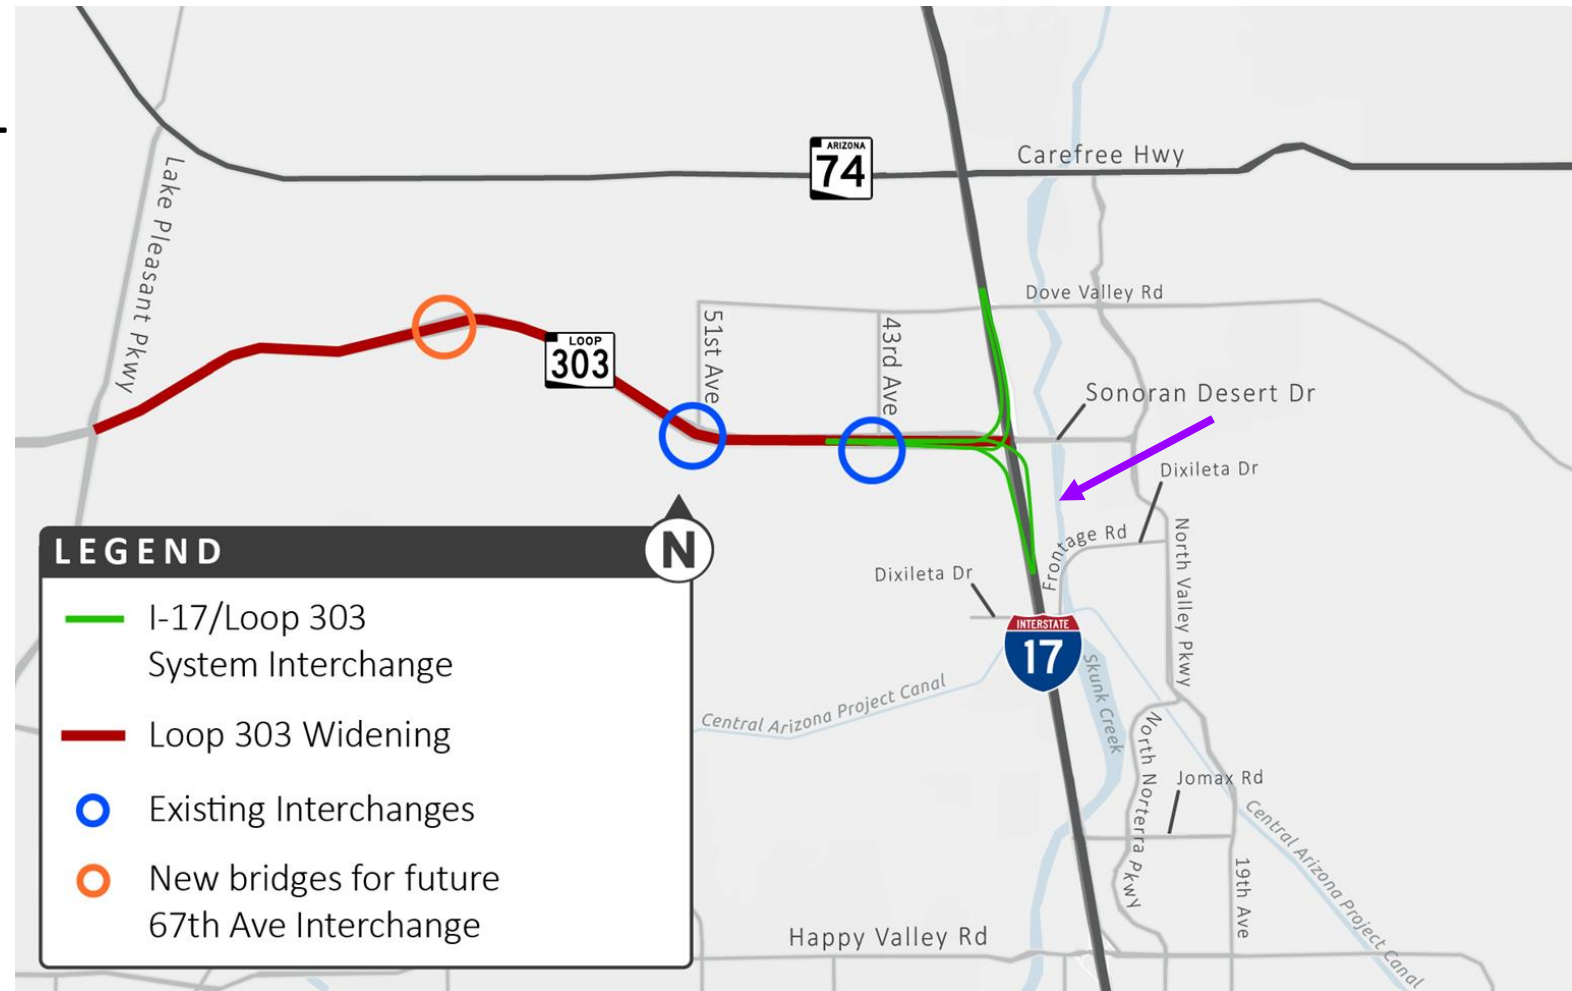 ARIZONA
74
Carefree Hwy
Lake Pleasant Pkwy
Dove Valley Rd
51st Ave
43rd Ave
LOOP
303
Sonoran Desert Dr
Dixileta Dr
Frontage Rd
North Valley Pkwy
Dixileta Dr
INTERSTATE
17
Skunk Creek
Central Arizona Project Canal
North Norterra Pkwy
Jomax Rd
Central Arizona Project Canal
19th Ave
Happy Valley Rd
N
LEGEND
I-17/Loop 303
System Interchange
Loop 303 Widening
Existing Interchanges
New bridges for future
67th Ave Interchange